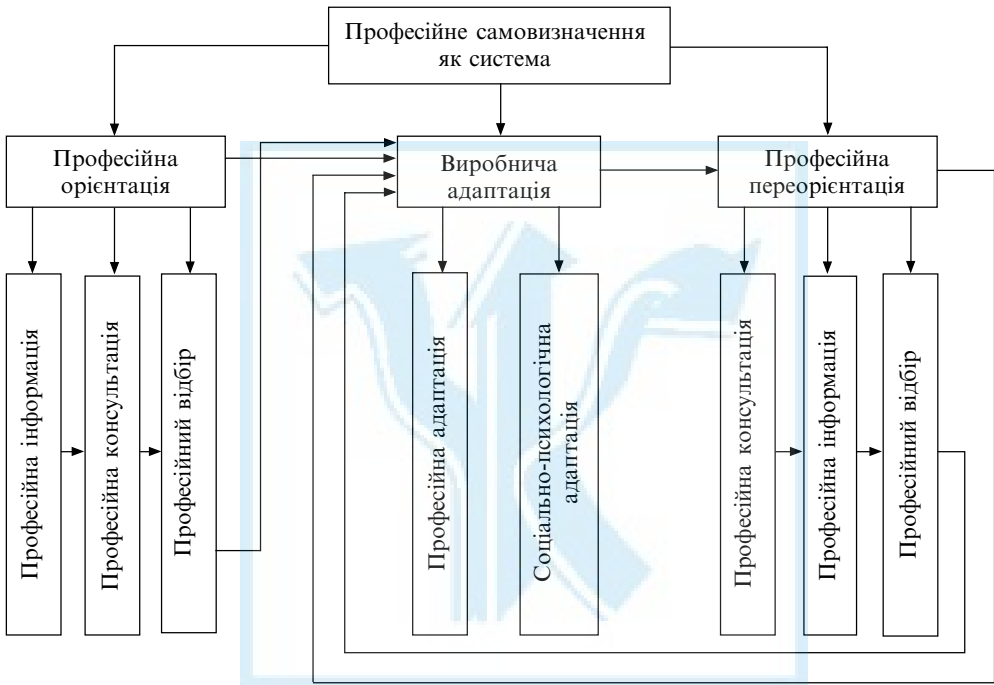 Професійне самовизначення
як система
Професійна
орієнтація
Виробнича
адаптація
Професійна
переорієнтація
Професійна інформація
Професійна консультація
Професійний відбір
Професійна адаптація
Соціально-психологічна
адаптація
Професійна консультація
Професійна інформація
Професійний відбір